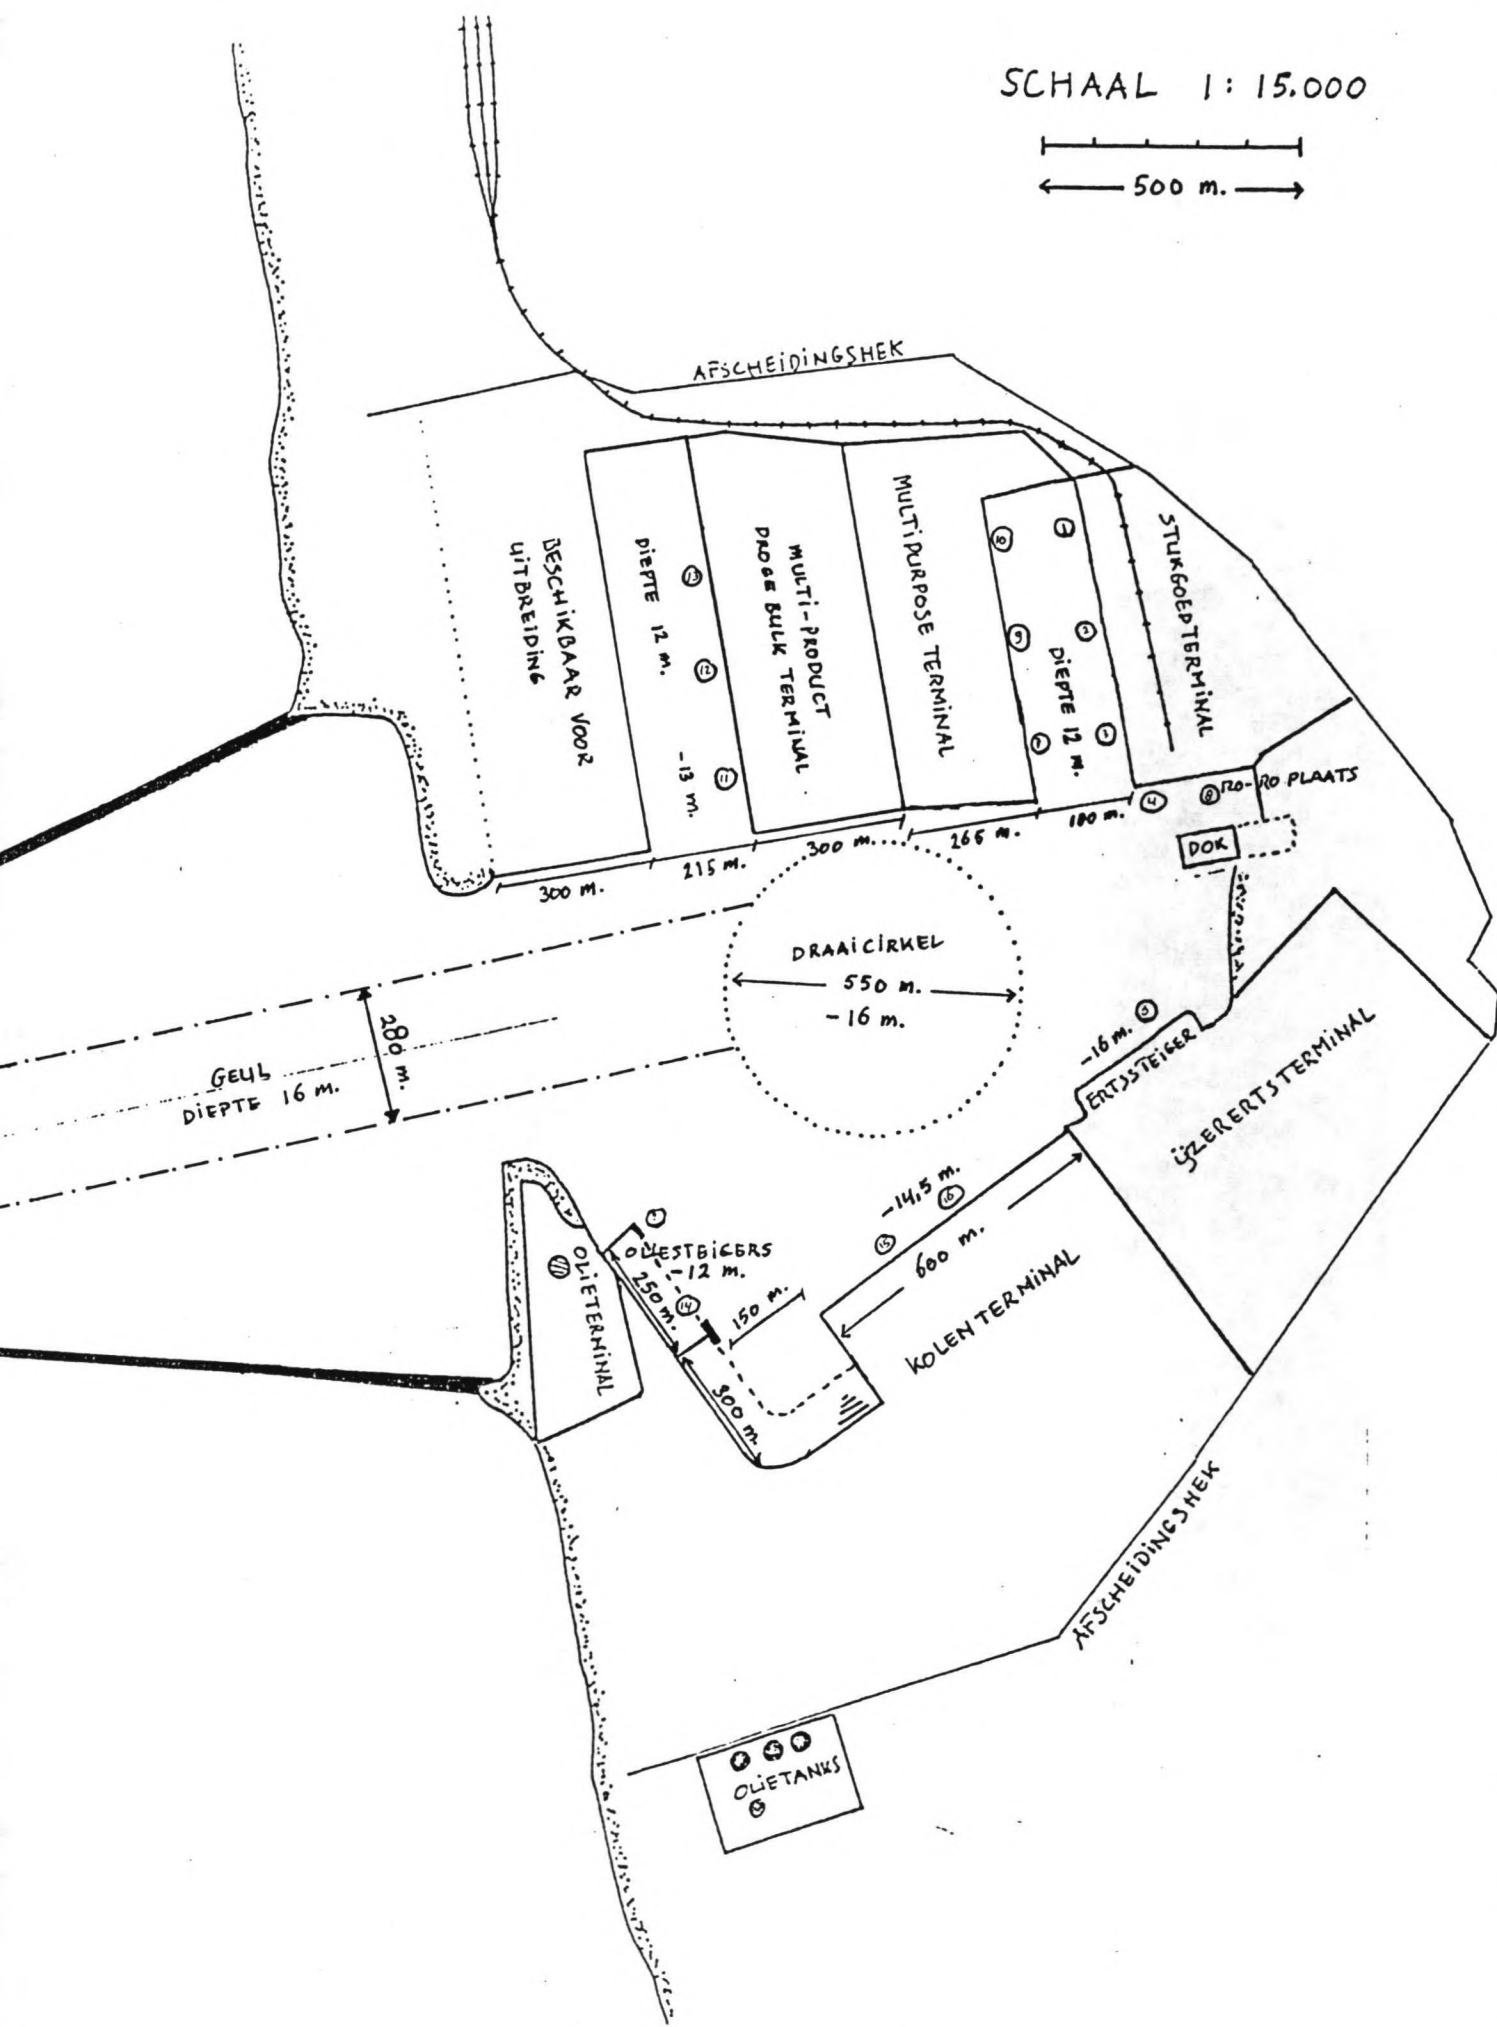 SCHAAL 1: 15.000
500 m.
AFSCHEIDINGSHEK
BESCHIKBAAR VOOR
UITBREIDING
DIEPTE 12 m.
-13 m.
13
12
11
MULTI-PRODUCT
DROGE BULK TERMINAL
MULTIPURPOSE TERMINAL
10
9
1
2
3
DIEPTE 12 m.
STUKGOEDTERMINAL
4
8
RO-RO PLAATS
DOK
300 m.
215 m.
300 m.
265 m.
180 m.
DRAAICIRKEL
550 m.
-16 m.
280 m.
GEUL
DIEPTE 16 m.
-16 m.
ERTSSTEIGER
IJZERERTSTERMINAL
-14,5 m.
16
15
600 m.
KOLENTERMINAL
OLIESTEIGERS
-12 m.
250 m.
14
150 m.
300 m.
OLIETERMINAL
AFSCHEIDINGSHEK
OLIETANKS